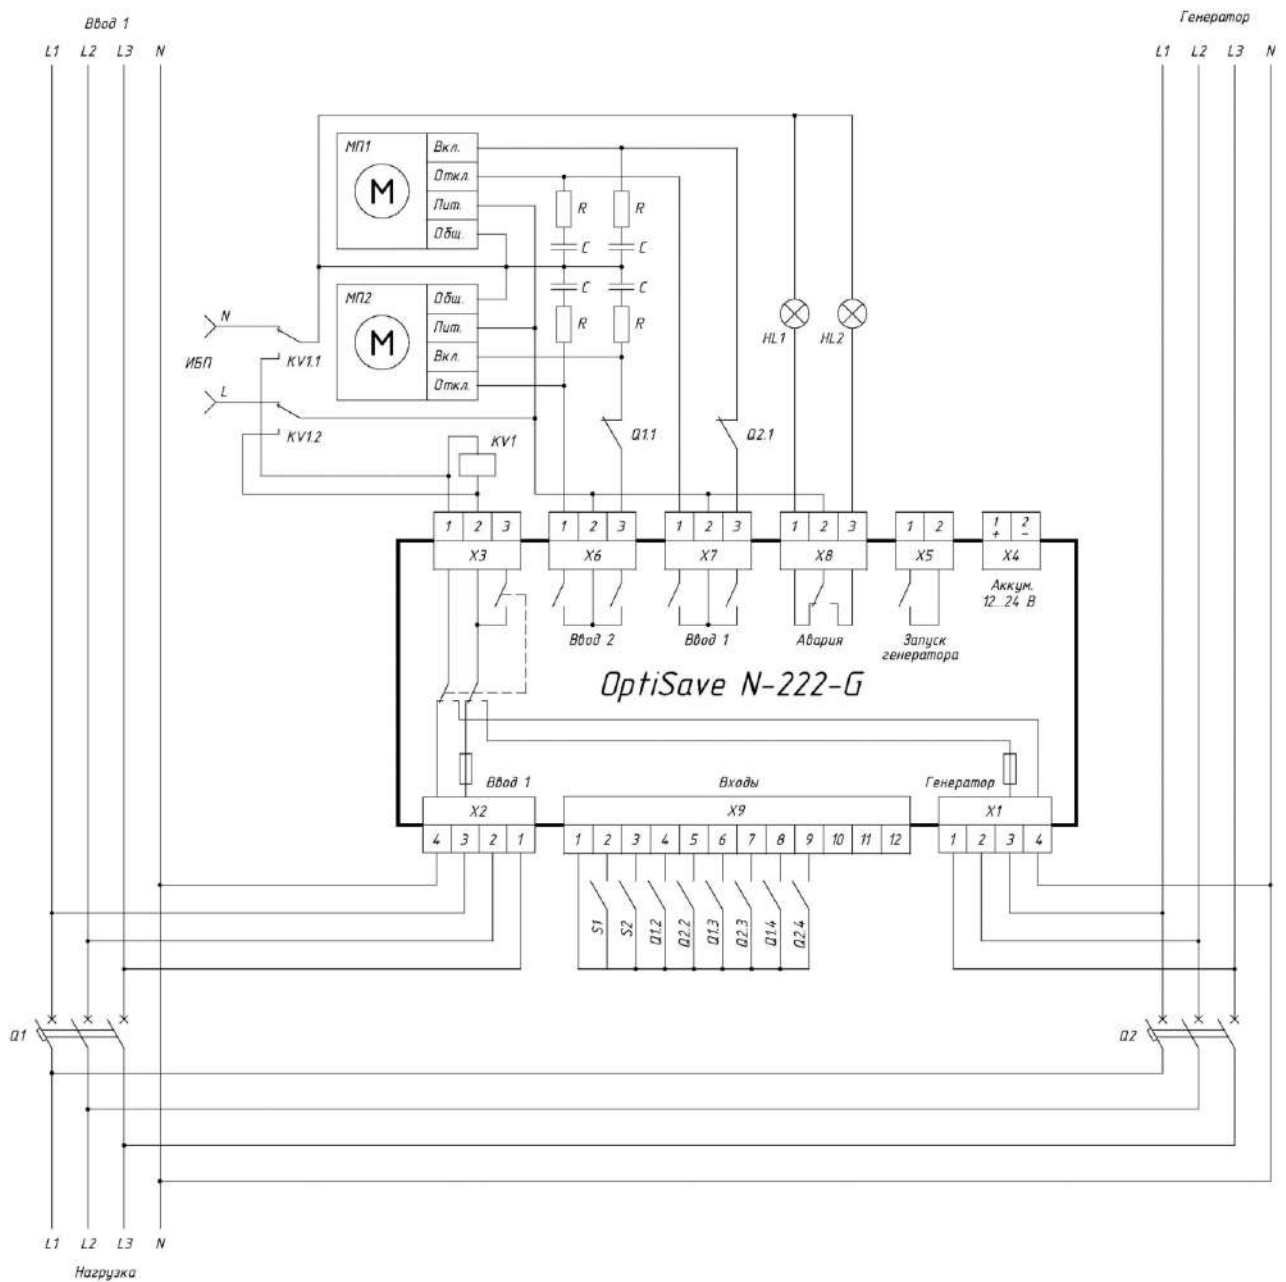 Ввод 1
Генератор
L1 L2 L3 N
L1 L2 L3 N
МП1
M
Вкл.
Откл.
Пит.
Общ.
R R
C C
МП2
M
Общ.
Пит.
Вкл.
Откл.
C C
R R
N
ИБП
L
KV1.1
KV1.2
KV1
HL1 HL2
Q1.1
Q2.1
1 2 3
X3
1 2 3
X6
1 2 3
X7
1 2 3
X8
1 2
X5
1 2
+ −
X4
Аккум.
12...24 В
Ввод 2
Ввод 1
Авария
Запуск
генератора
OptiSave N-222-G
Ввод 1
Входы
Генератор
X2
X9
X1
4 3 2 1
1 2 3 4 5 6 7 8 9 10 11 12
1 2 3 4
S1 S2 Q1.2 Q2.2 Q1.3 Q2.3 Q1.4 Q2.4
Q1
Q2
L1 L2 L3 N
Нагрузка